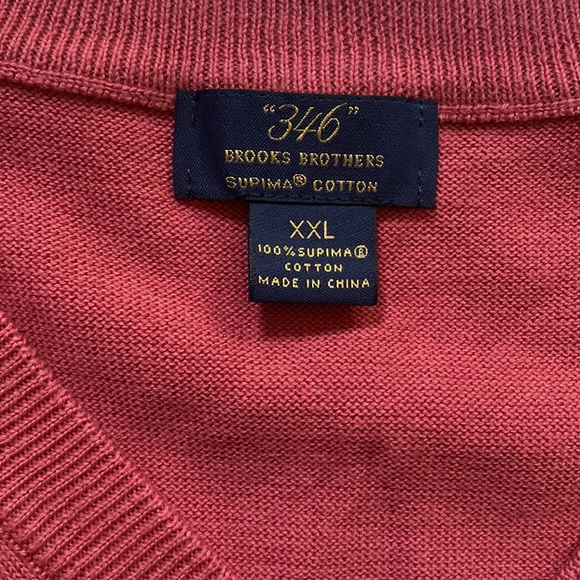 "346"
BROOKS BROTHERS
SUPIMA® COTTON
XXL
100% SUPIMA®
COTTON
MADE IN CHINA